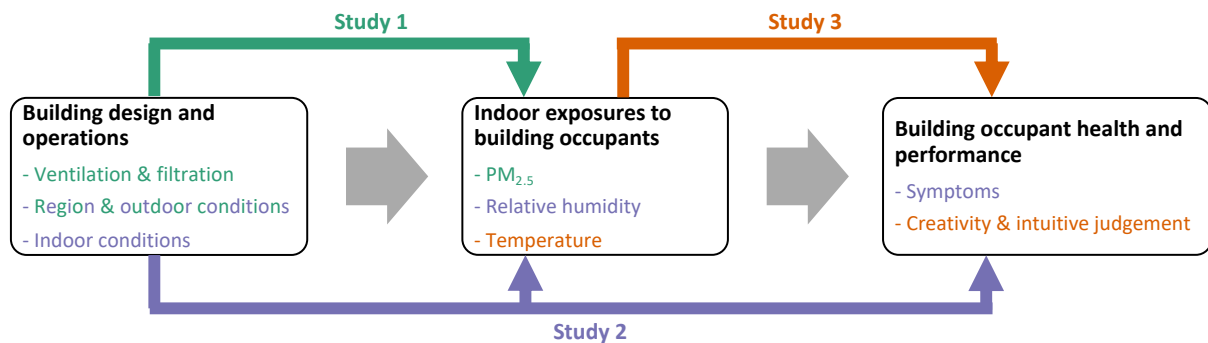 Study 1
Study 3
Building design and
operations
- Ventilation & filtration
- Region & outdoor conditions
- Indoor conditions
Indoor exposures to
building occupants
- PM2.5
- Relative humidity
- Temperature
Building occupant health and
performance
- Symptoms
- Creativity & intuitive judgement
Study 2